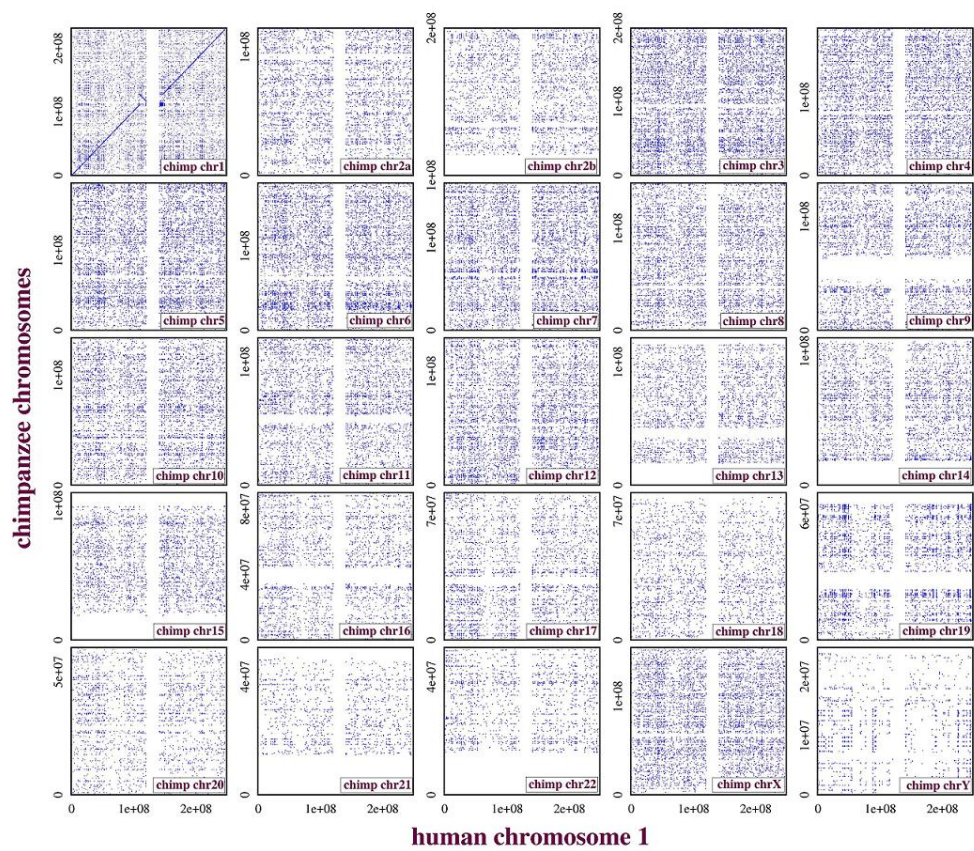 2e+08
1e+08
0
chimp chr1
1e+08
0
chimp chr2a
2e+08
1e+08
chimp chr2b
2e+08
1e+08
0
chimp chr3
1e+08
0
chimp chr4
1e+08
0
chimp chr5
1e+08
0
chimp chr6
1e+08
0
chimp chr7
1e+08
0
chimp chr8
1e+08
0
chimp chr9
1e+08
0
chimp chr10
1e+08
0
chimp chr11
1e+08
0
chimp chr12
1e+08
0
chimp chr13
1e+08
0
chimp chr14
1e+08
0
chimp chr15
8e+07
4e+07
0
chimp chr16
7e+07
0
chimp chr17
7e+07
0
chimp chr18
6e+07
0
chimp chr19
5e+07
0
chimp chr20
4e+07
0
chimp chr21
4e+07
0
chimp chr22
1e+08
0
chimp chrX
2e+07
1e+07
0
chimp chrY
0 1e+08 2e+08
0 1e+08 2e+08
0 1e+08 2e+08
0 1e+08 2e+08
0 1e+08 2e+08
chimpanzee chromosomes
human chromosome 1